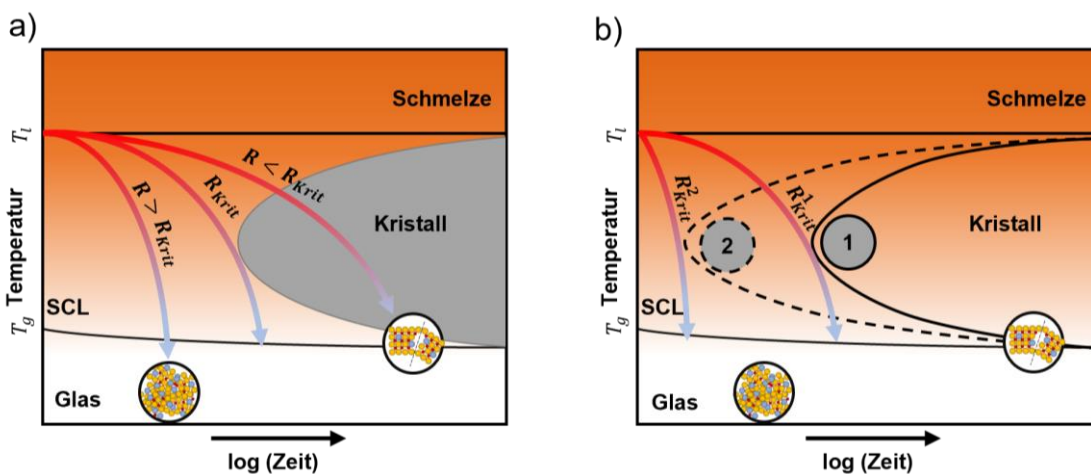 a)
Schmelze
T_l
R < R_Krit
R_Krit
R > R_Krit
Kristall
Temperatur
SCL
T_g
Glas
log (Zeit)
b)
Schmelze
T_l
R²_Krit
R¹_Krit
Kristall
2
1
Temperatur
SCL
T_g
Glas
log (Zeit)